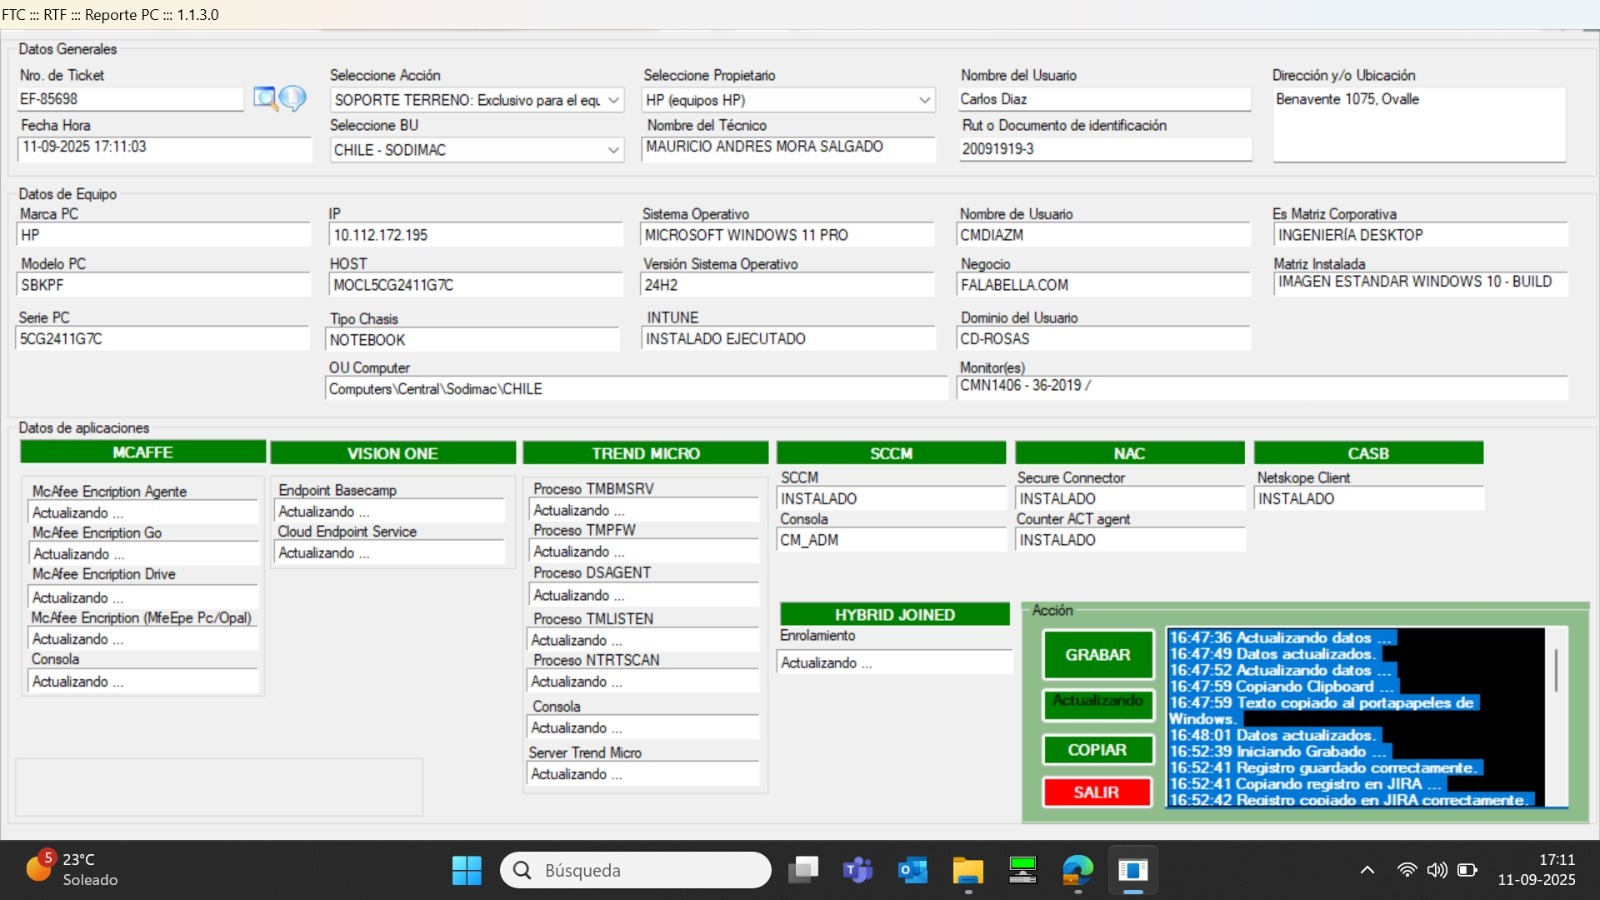 FTC ::: RTF ::: Reporte PC ::: 1.1.3.0
Datos Generales
Nro. de Ticket
EF-85698
Fecha Hora
11-09-2025 17:11:03
Seleccione Acción
SOPORTE TERRENO: Exclusivo para el equ
Seleccione BU
CHILE - SODIMAC
Seleccione Propietario
HP (equipos HP)
Nombre del Técnico
MAURICIO ANDRES MORA SALGADO
Nombre del Usuario
Carlos Diaz
Rut o Documento de identificación
20091919-3
Dirección y/o Ubicación
Benavente 1075, Ovalle
Datos de Equipo
Marca PC
HP
Modelo PC
SBKPF
Serie PC
5CG2411G7C
IP
10.112.172.195
HOST
MOCL5CG2411G7C
Tipo Chasis
NOTEBOOK
OU Computer
Computers\Central\Sodimac\CHILE
Sistema Operativo
MICROSOFT WINDOWS 11 PRO
Versión Sistema Operativo
24H2
INTUNE
INSTALADO EJECUTADO
Nombre de Usuario
CMDIAZM
Negocio
FALABELLA.COM
Dominio del Usuario
CD-ROSAS
Monitor(es)
CMN1406 - 36-2019 /
Es Matriz Corporativa
INGENIERÍA DESKTOP
Matriz Instalada
IMAGEN ESTANDAR WINDOWS 10 - BUILD
Datos de aplicaciones
MCAFFE
McAfee Encription Agente
Actualizando ...
McAfee Encription Go
Actualizando ...
McAfee Encription Drive
Actualizando ...
McAfee Encription (MfeEpe Pc/Opal)
Actualizando ...
Consola
Actualizando ...
VISION ONE
Endpoint Basecamp
Actualizando ...
Cloud Endpoint Service
Actualizando ...
TREND MICRO
Proceso TMBMSRV
Actualizando ...
Proceso TMPFW
Actualizando ...
Proceso DSAGENT
Actualizando ...
Proceso TMLISTEN
Actualizando ...
Proceso NTRTSCAN
Actualizando ...
Consola
Actualizando ...
Server Trend Micro
Actualizando ...
SCCM
SCCM
INSTALADO
Consola
CM_ADM
NAC
Secure Connector
INSTALADO
Counter ACT agent
INSTALADO
CASB
Netskope Client
INSTALADO
HYBRID JOINED
Enrolamiento
Actualizando ...
Acción
GRABAR
Actualizando
COPIAR
SALIR
16:47:36 Actualizando datos ...
16:47:49 Datos actualizados.
16:47:52 Actualizando datos ...
16:47:59 Copiando Clipboard ...
16:47:59 Texto copiado al portapapeles de
Windows.
16:48:01 Datos actualizados.
16:52:39 Iniciando Grabado ...
16:52:41 Registro guardado correctamente.
16:52:41 Copiando registro en JIRA ...
16:52:42 Registro copiado en JIRA correctamente.
5
23°C
Soleado
Búsqueda
17:11
11-09-2025